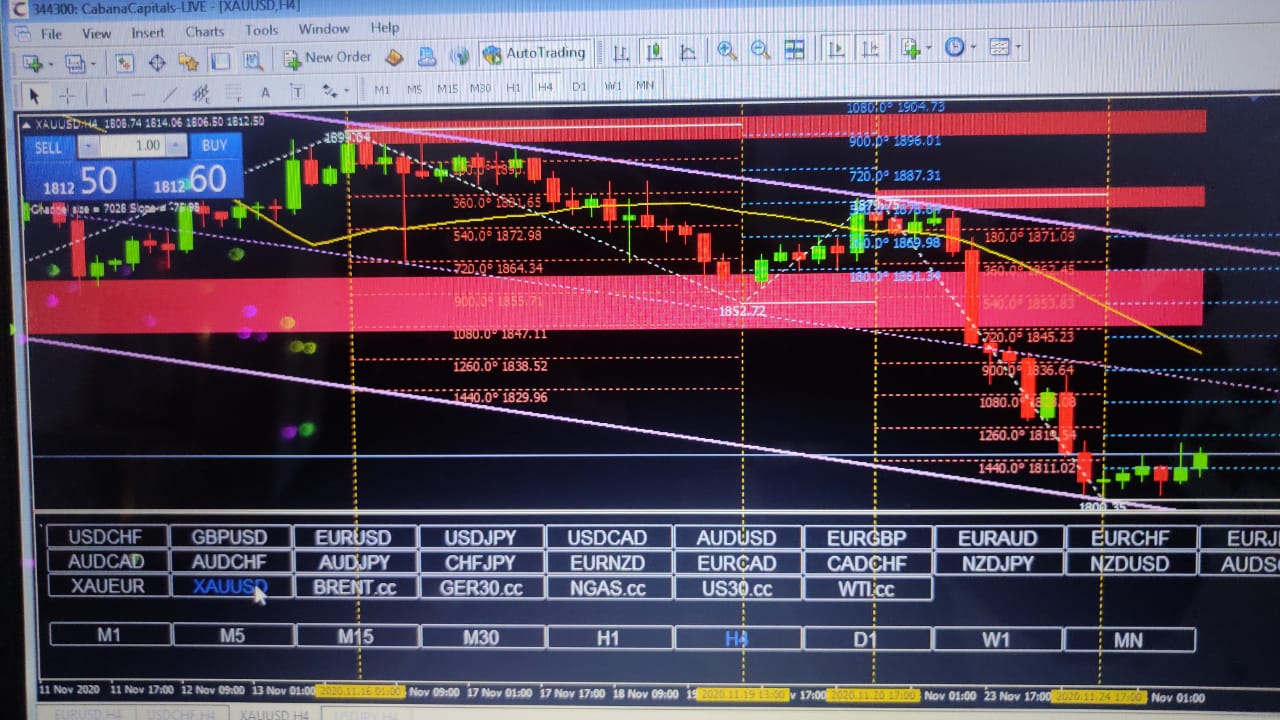 344300: CabanaCapitals-LIVE - [XAUUSD,H4]
File View Insert Charts Tools Window Help
New Order AutoTrading
A T M1 M5 M15 M30 H1 H4 D1 W1 MN
XAUUSD,H4 1806.74 1814.06 1806.50 1812.50
SELL 1.00 BUY
1812 50 1812 60
Channel size = 7028 Slope =
1080.0° 1904.73
900.0° 1896.01
720.0° 1887.31
1899.04
1879.75
360.0° 1881.65
540.0° 1872.98
720.0° 1864.34
900.0° 1855.71
1080.0° 1847.11
1260.0° 1838.52
1440.0° 1829.96
1852.72
360.0° 1869.98
180.0° 1861.34
180.0° 1871.09
360.0° 1862.45
540.0° 1853.83
720.0° 1845.23
900.0° 1836.64
1080.0°
1260.0° 1819.54
1440.0° 1811.02
1800.35
USDCHF GBPUSD EURUSD USDJPY USDCAD AUDUSD EURGBP EURAUD EURCHF EURJ
AUDCAD AUDCHF AUDJPY CHFJPY EURNZD EURCAD CADCHF NZDJPY NZDUSD AUDS
XAUEUR XAUUSD BRENT.cc GER30.cc NGAS.cc US30.cc WTI.cc
M1 M5 M15 M30 H1 H4 D1 W1 MN
11 Nov 2020 11 Nov 17:00 12 Nov 09:00 13 Nov 01:00 2020.11.16 01:00 Nov 09:00 17 Nov 01:00 17 Nov 17:00 18 Nov 09:00 19 2020.11.19 13:00 v 17:00 2020.11.20 17:00 Nov 01:00 23 Nov 17:00 2020.11.24 17:00 Nov 01:00
EURUSD,H4 USDCHF,H4 XAUUSD,H4 USDJPY,H4